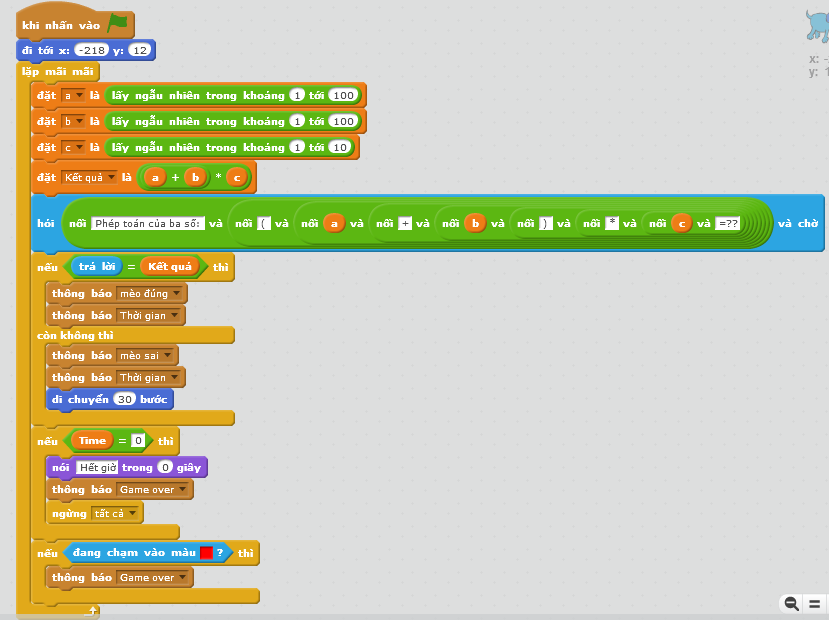 khi nhấn vào
đi tới x: -218 y: 12
lặp mãi mãi
đặt a là lấy ngẫu nhiên trong khoảng 1 tới 100
đặt b là lấy ngẫu nhiên trong khoảng 1 tới 100
đặt c là lấy ngẫu nhiên trong khoảng 1 tới 10
đặt Kết quả là a + b * c
hỏi nối Phép toán của ba số: và nối ( và nối a và nối + và nối b và nối ) và nối * và nối c và =?? và chờ
nếu trả lời = Kết quả thì
thông báo mèo đúng
thông báo Thời gian
còn không thì
thông báo mèo sai
thông báo Thời gian
di chuyển 30 bước
nếu Time = 0 thì
nói Hết giờ trong 0 giây
thông báo Game over
ngừng tất cả
nếu đang chạm vào màu ? thì
thông báo Game over
x:
y: